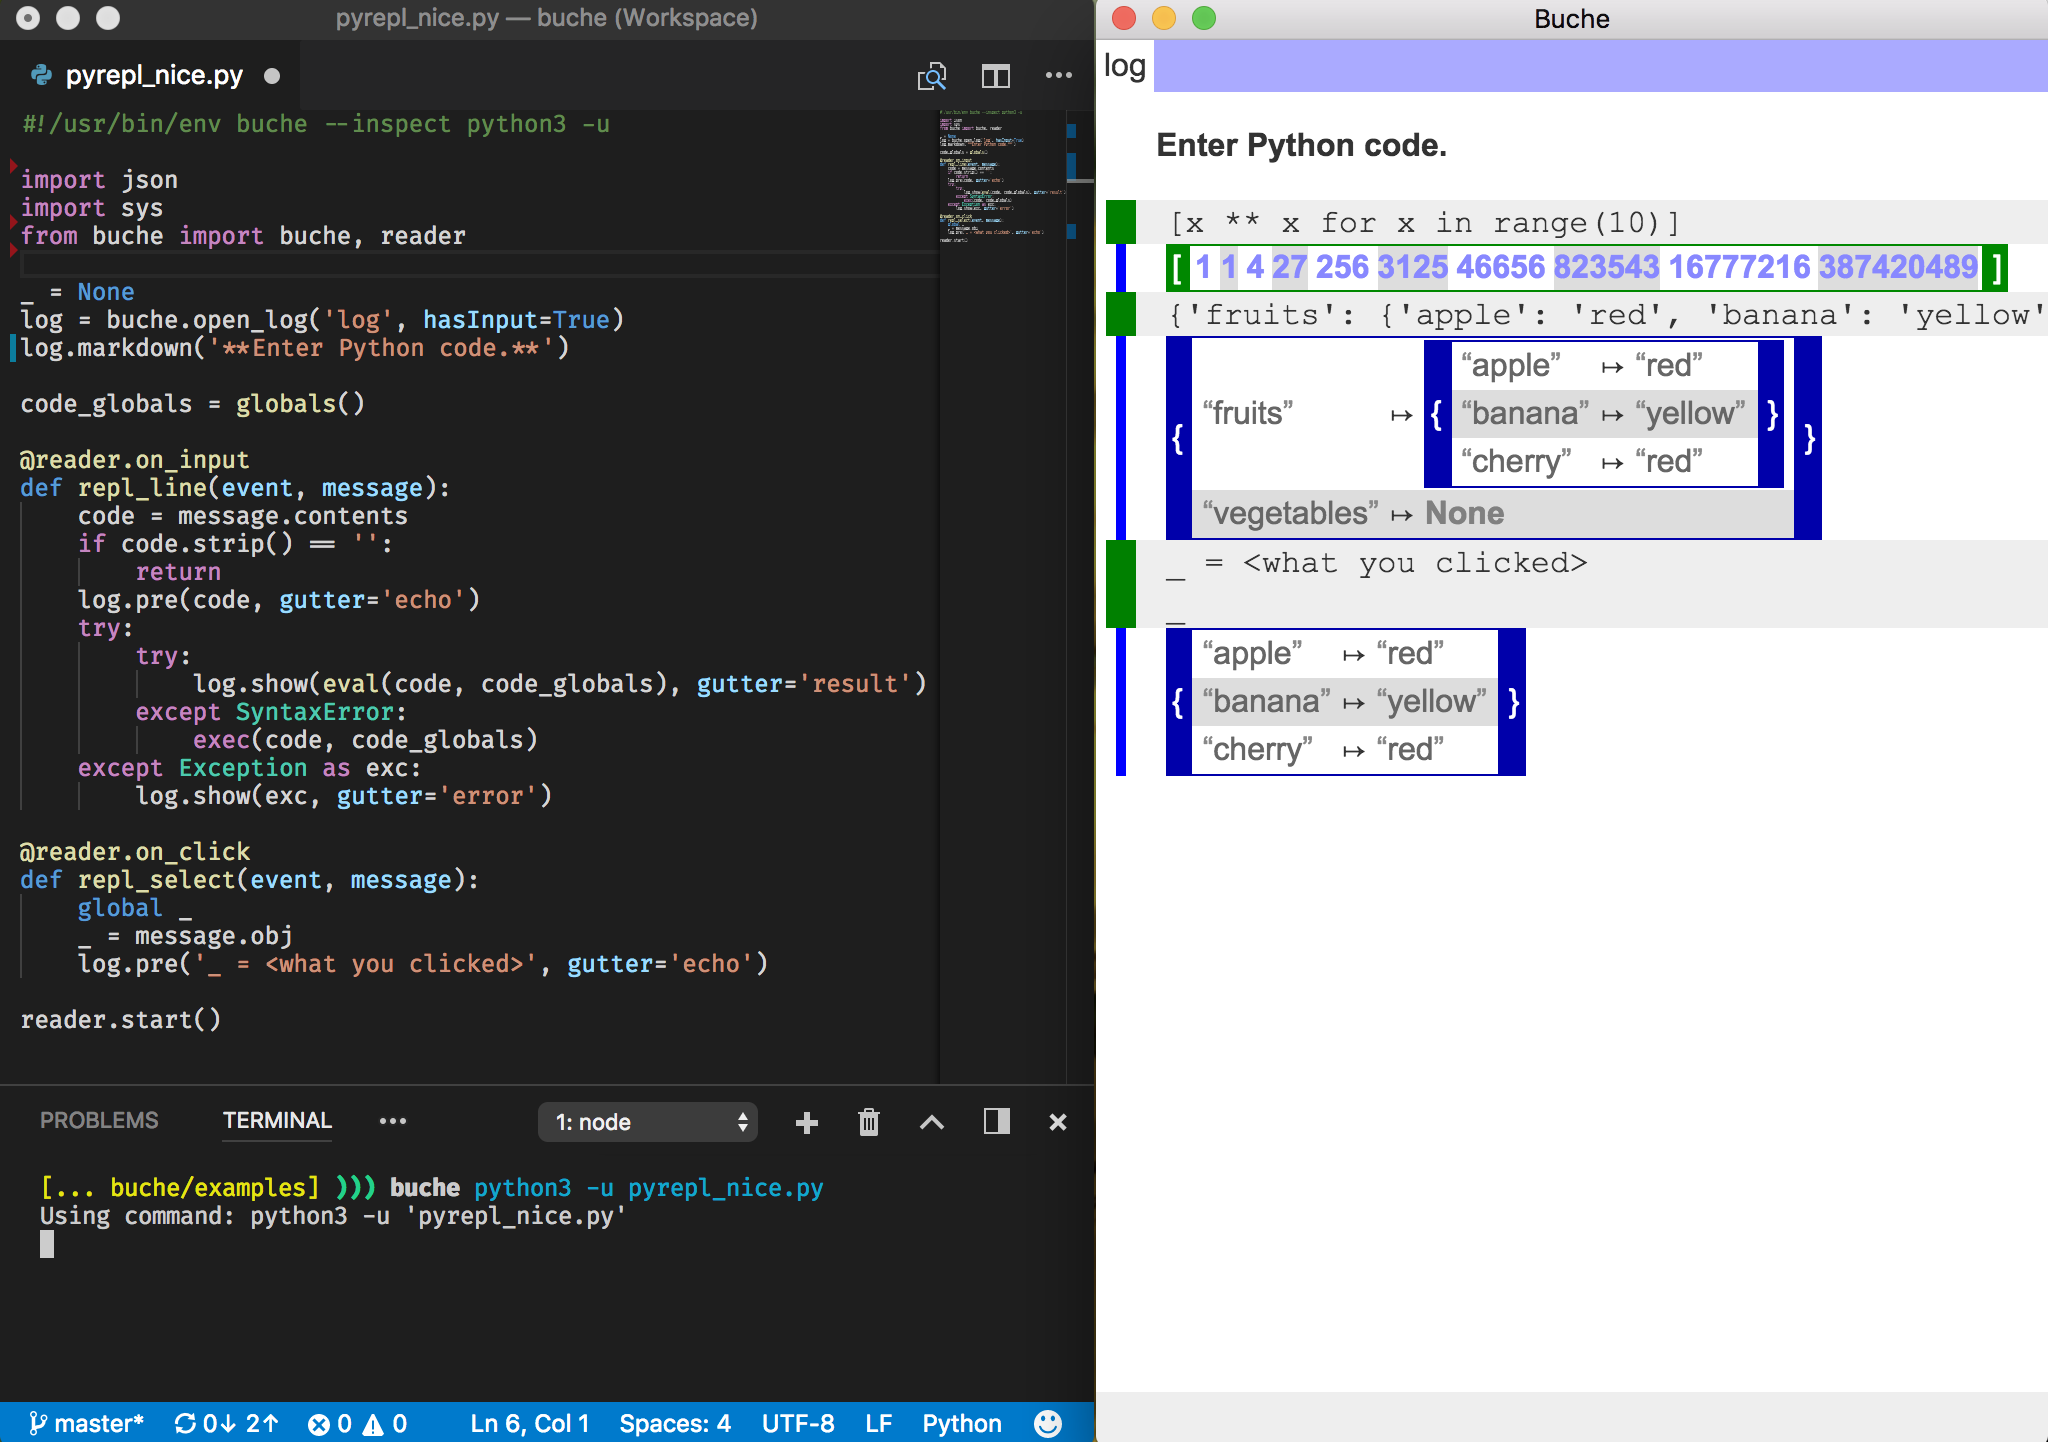 pyrepl_nice.py — buche (Workspace)
pyrepl_nice.py
#!/usr/bin/env buche --inspect python3 -u
import json
import sys
from buche import buche, reader
_ = None
log = buche.open_log('log', hasInput=True)
log.markdown('**Enter Python code.**')
code_globals = globals()
@reader.on_input
def repl_line(event, message):
code = message.contents
if code.strip() == '':
return
log.pre(code, gutter='echo')
try:
try:
log.show(eval(code, code_globals), gutter='result')
except SyntaxError:
exec(code, code_globals)
except Exception as exc:
log.show(exc, gutter='error')
@reader.on_click
def repl_select(event, message):
global _
_ = message.obj
log.pre('_ = <what you clicked>', gutter='echo')
reader.start()
PROBLEMS TERMINAL ••• 1: node
[... buche/examples] ))) buche python3 -u pyrepl_nice.py
Using command: python3 -u 'pyrepl_nice.py'
master* 0↓ 2↑ 0 0 Ln 6, Col 1 Spaces: 4 UTF-8 LF Python
Buche
log
Enter Python code.
[x ** x for x in range(10)]
[ 1 1 4 27 256 3125 46656 823543 16777216 387420489 ]
{'fruits': {'apple': 'red', 'banana': 'yellow'
“apple” ↦ “red”
{ “fruits” ↦ { “banana” ↦ “yellow” } }
“cherry” ↦ “red”
“vegetables” ↦ None
_ = <what you clicked>
_
“apple” ↦ “red”
{ “banana” ↦ “yellow” }
“cherry” ↦ “red”